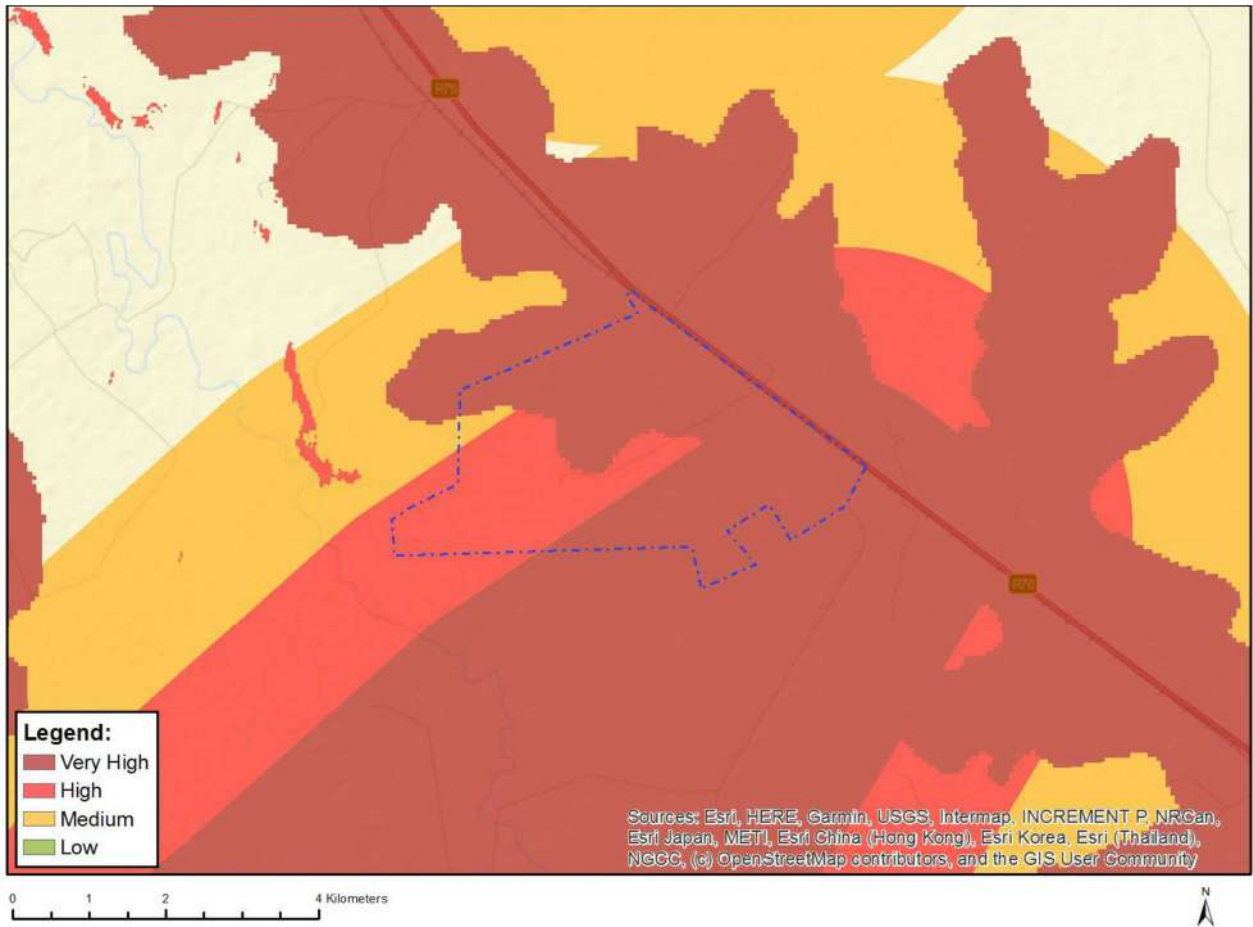 R76
R76
Legend:
Very High
High
Medium
Low
Sources: Esri, HERE, Garmin, USGS, Intermap, INCREMENT P, NRCan,
Esri Japan, METI, Esri China (Hong Kong), Esri Korea, Esri (Thailand),
NGCC, (c) OpenStreetMap contributors, and the GIS User Community
0 1 2 4 Kilometers
N